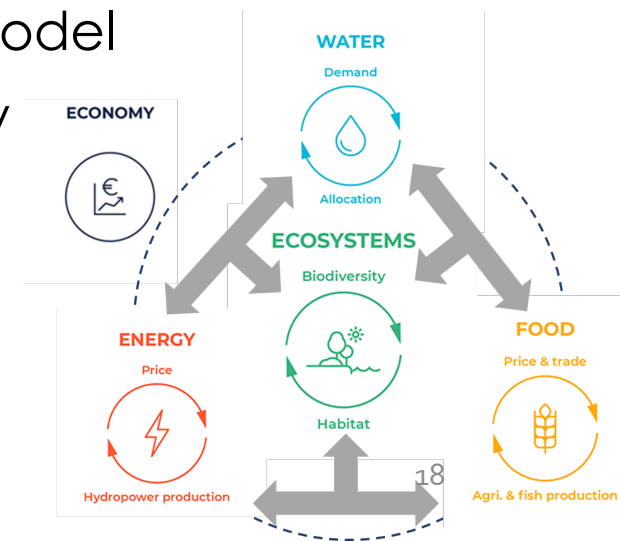 odel
y
WATER
Demand
ECONOMY
€
Allocation
ECOSYSTEMS
Biodiversity
ENERGY
Price
FOOD
Price & trade
Habitat
18
Hydropower production
Agri. & fish production